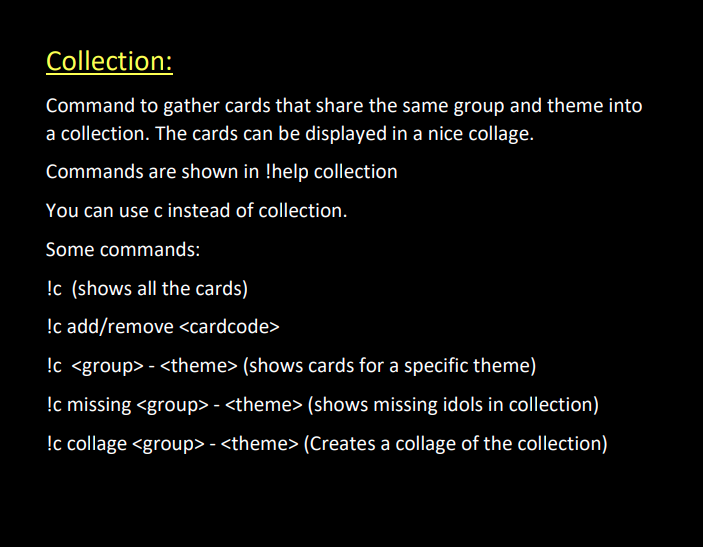 Collection:
Command to gather cards that share the same group and theme into
a collection. The cards can be displayed in a nice collage.
Commands are shown in !help collection
You can use c instead of collection.
Some commands:
!c  (shows all the cards)
!c add/remove <cardcode>
!c  <group> - <theme> (shows cards for a specific theme)
!c missing <group> - <theme> (shows missing idols in collection)
!c collage <group> - <theme> (Creates a collage of the collection)